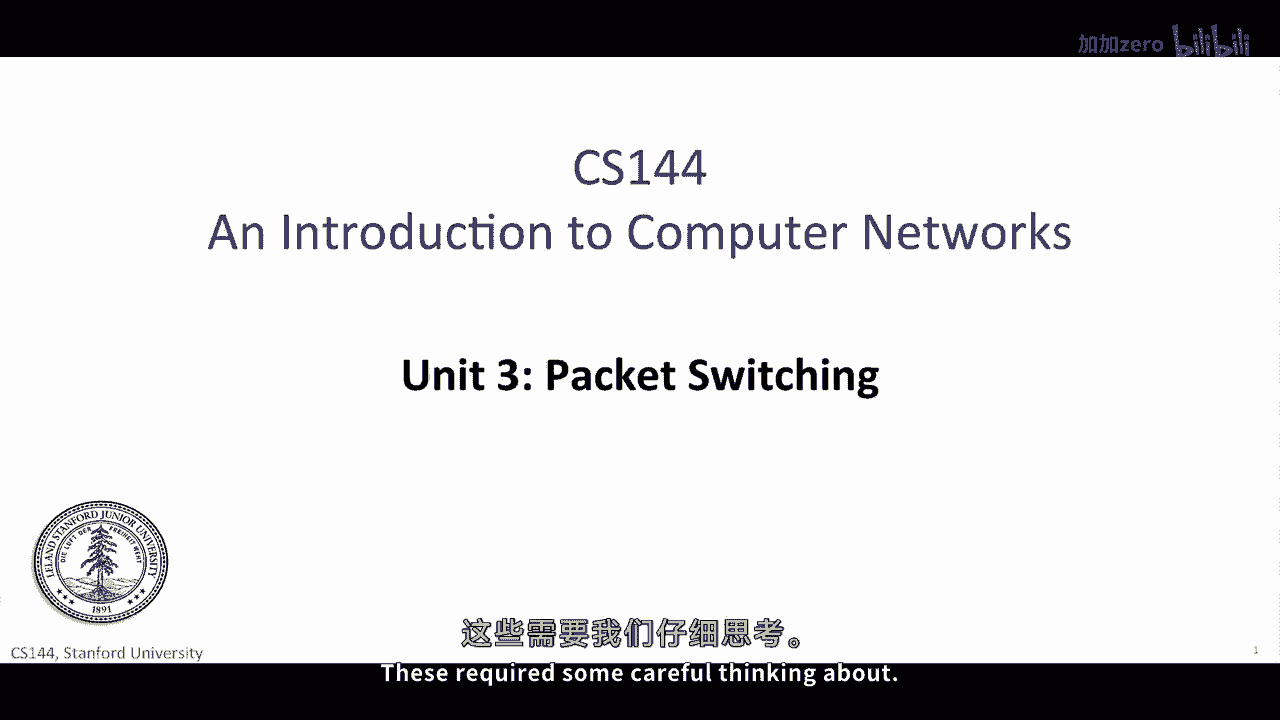 加加zero bilibili
CS144
An Introduction to Computer Networks
Unit 3: Packet Switching
LELAND STANFORD JUNIOR UNIVERSITY
DIE LUFT DER FREIHEIT WEHT
1891
这些需要我们仔细思考。
CS144, Stanford University
1
These required some careful thinking about.